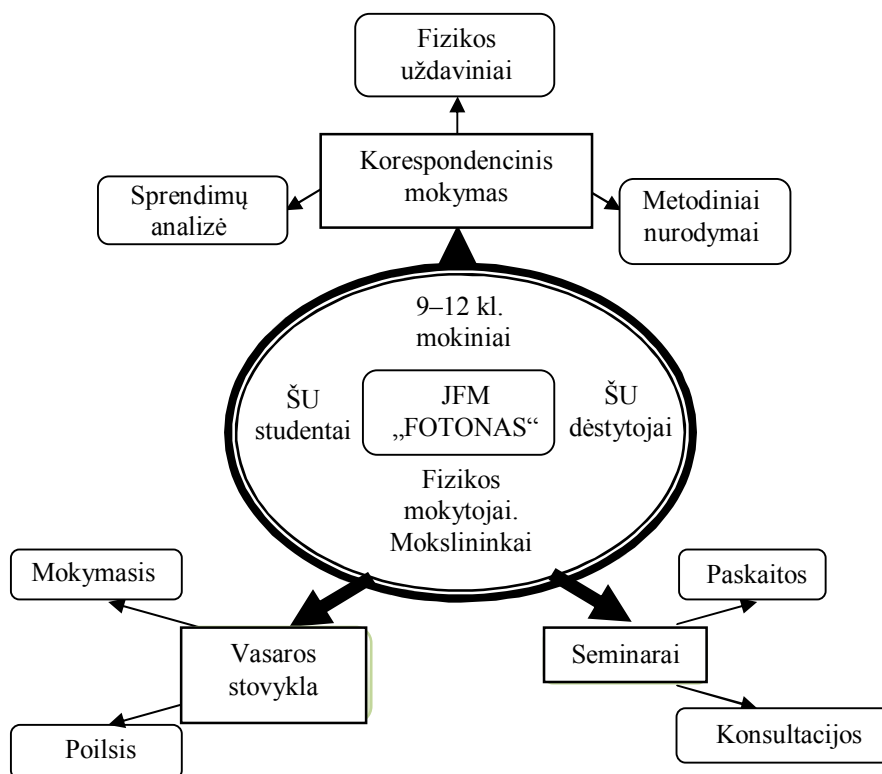 Fizikos
uždaviniai
Korespondencinis
mokymas
Sprendimų
analizė
Metodiniai
nurodymai
9–12 kl.
mokiniai
ŠU
studentai
JFM
„FOTONAS“
ŠU
dėstytojai
Fizikos
mokytojai.
Mokslininkai
Mokymasis
Vasaros
stovykla
Poilsis
Paskaitos
Seminarai
Konsultacijos